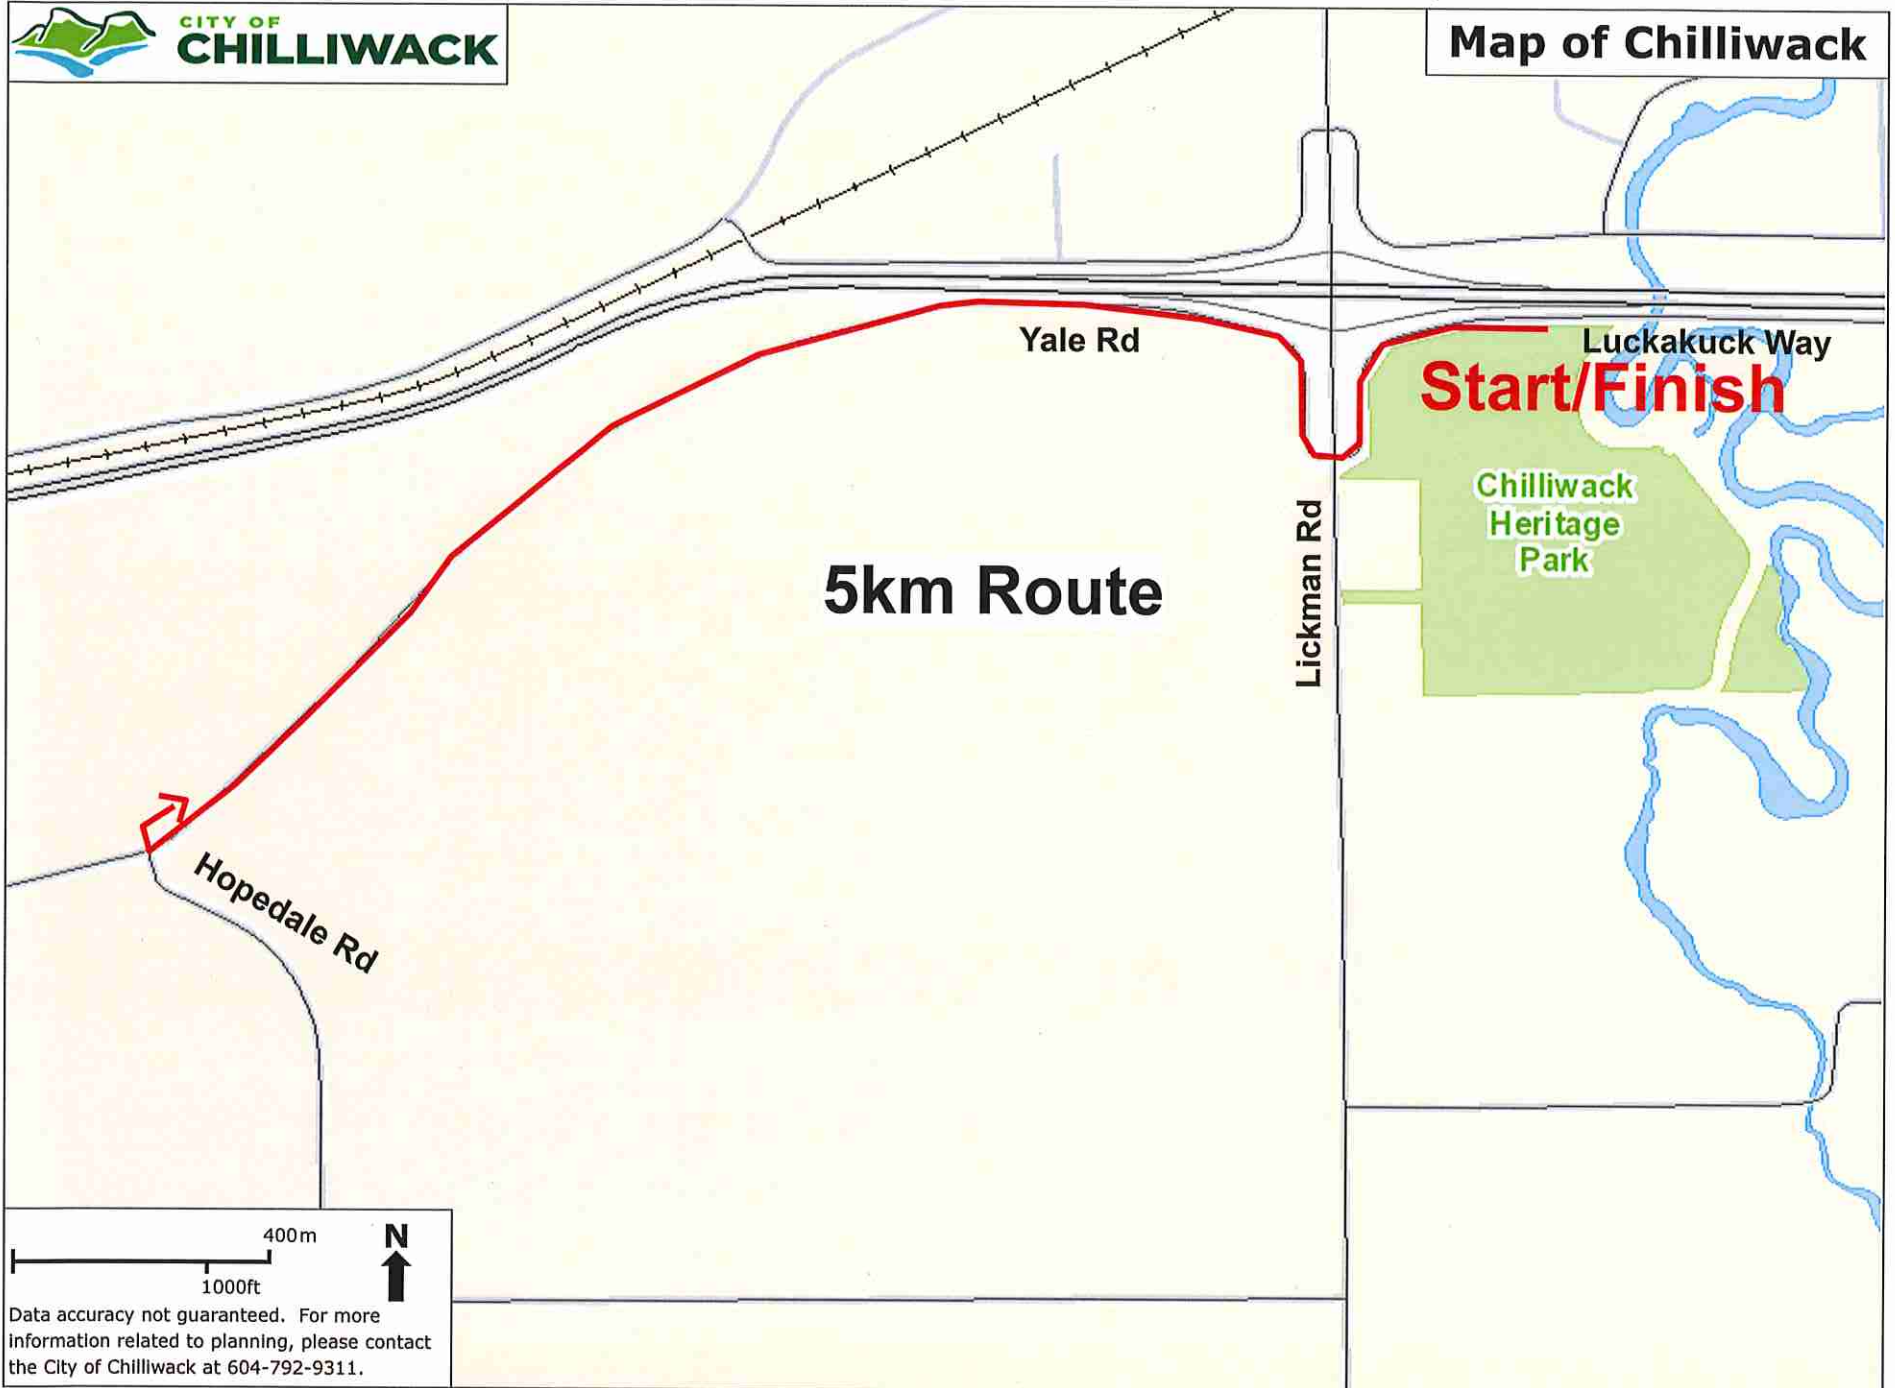 CITY OF
CHILLIWACK
Map of Chilliwack
Yale Rd
Luckakuck Way
Start/Finish
Chilliwack
Heritage
Park
Lickman Rd
5km Route
Hopedale Rd
400m
1000ft
N
Data accuracy not guaranteed. For more
information related to planning, please contact
the City of Chilliwack at 604-792-9311.